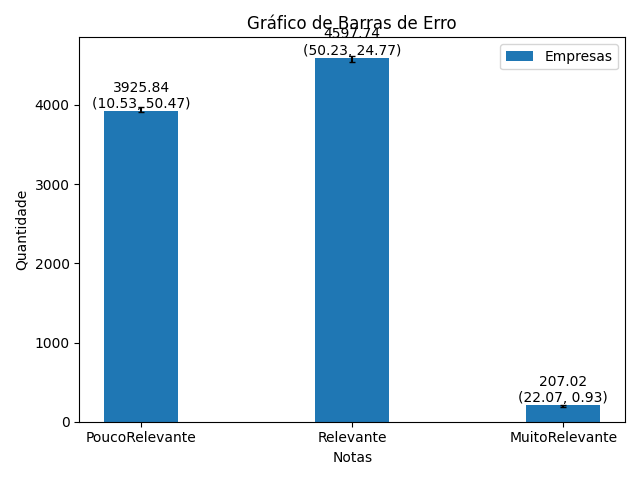 Gráfico de Barras de Erro
4597.74
(50.23, 24.77)
Empresas
3925.84
(10.53, 50.47)
4000
3000
2000
1000
0
Quantidade
207.02
(22.07, 0.93)
PoucoRelevante
Relevante
MuitoRelevante
Notas